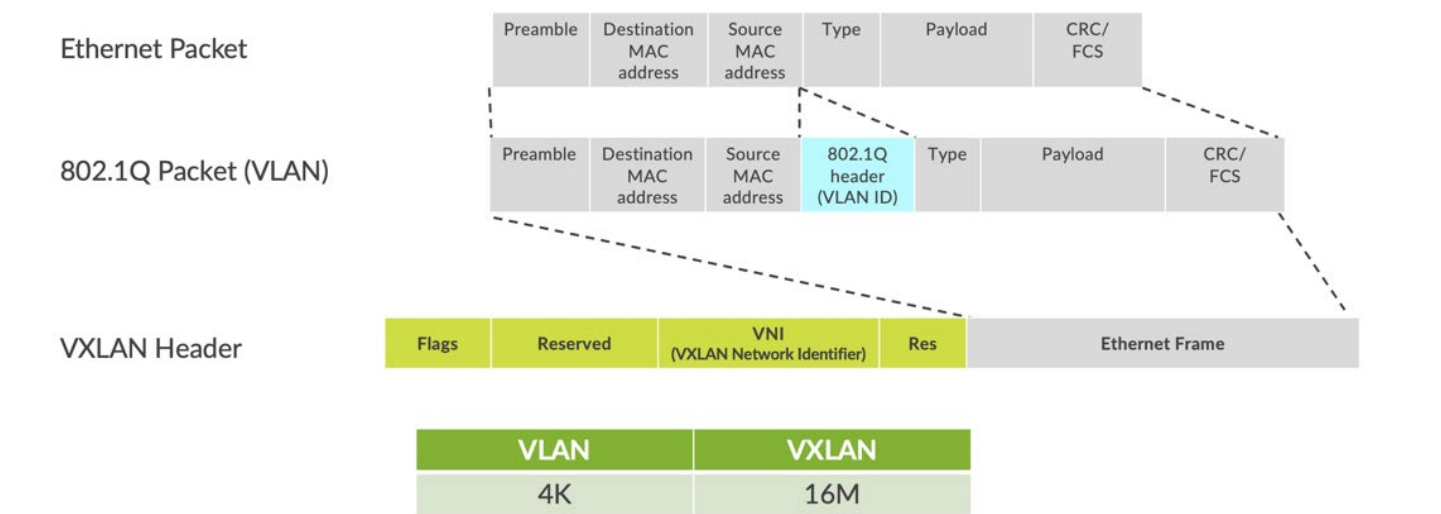 Ethernet Packet
Preamble
Destination
MAC
address
Source
MAC
address
Type
Payload
CRC/
FCS
802.1Q Packet (VLAN)
Preamble
Destination
MAC
address
Source
MAC
address
802.1Q
header
(VLAN ID)
Type
Payload
CRC/
FCS
VXLAN Header
Flags
Reserved
VNI
(VXLAN Network Identifier)
Res
Ethernet Frame
VLAN
VXLAN
4K
16M